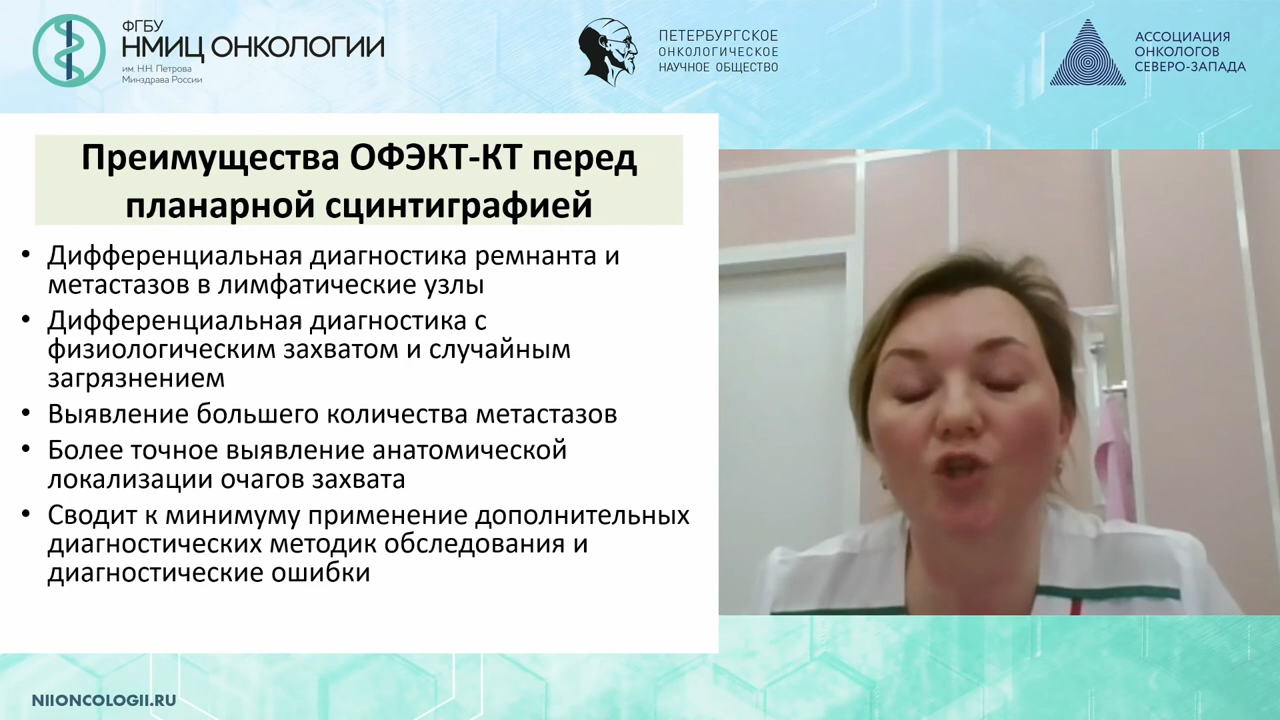 ФГБУ
НМИЦ ОНКОЛОГИИ
им. Н.Н. Петрова
Минздрава России
ПЕТЕРБУРГСКОЕ
ОНКОЛОГИЧЕСКОЕ
НАУЧНОЕ ОБЩЕСТВО
АССОЦИАЦИЯ
ОНКОЛОГОВ
СЕВЕРО-ЗАПАДА
Преимущества ОФЭКТ-КТ перед
планарной сцинтиграфией
• Дифференциальная диагностика ремнанта и
метастазов в лимфатические узлы
• Дифференциальная диагностика с
физиологическим захватом и случайным
загрязнением
• Выявление большего количества метастазов
• Более точное выявление анатомической
локализации очагов захвата
• Сводит к минимуму применение дополнительных
диагностических методик обследования и
диагностические ошибки
NIIONCOLOGII.RU